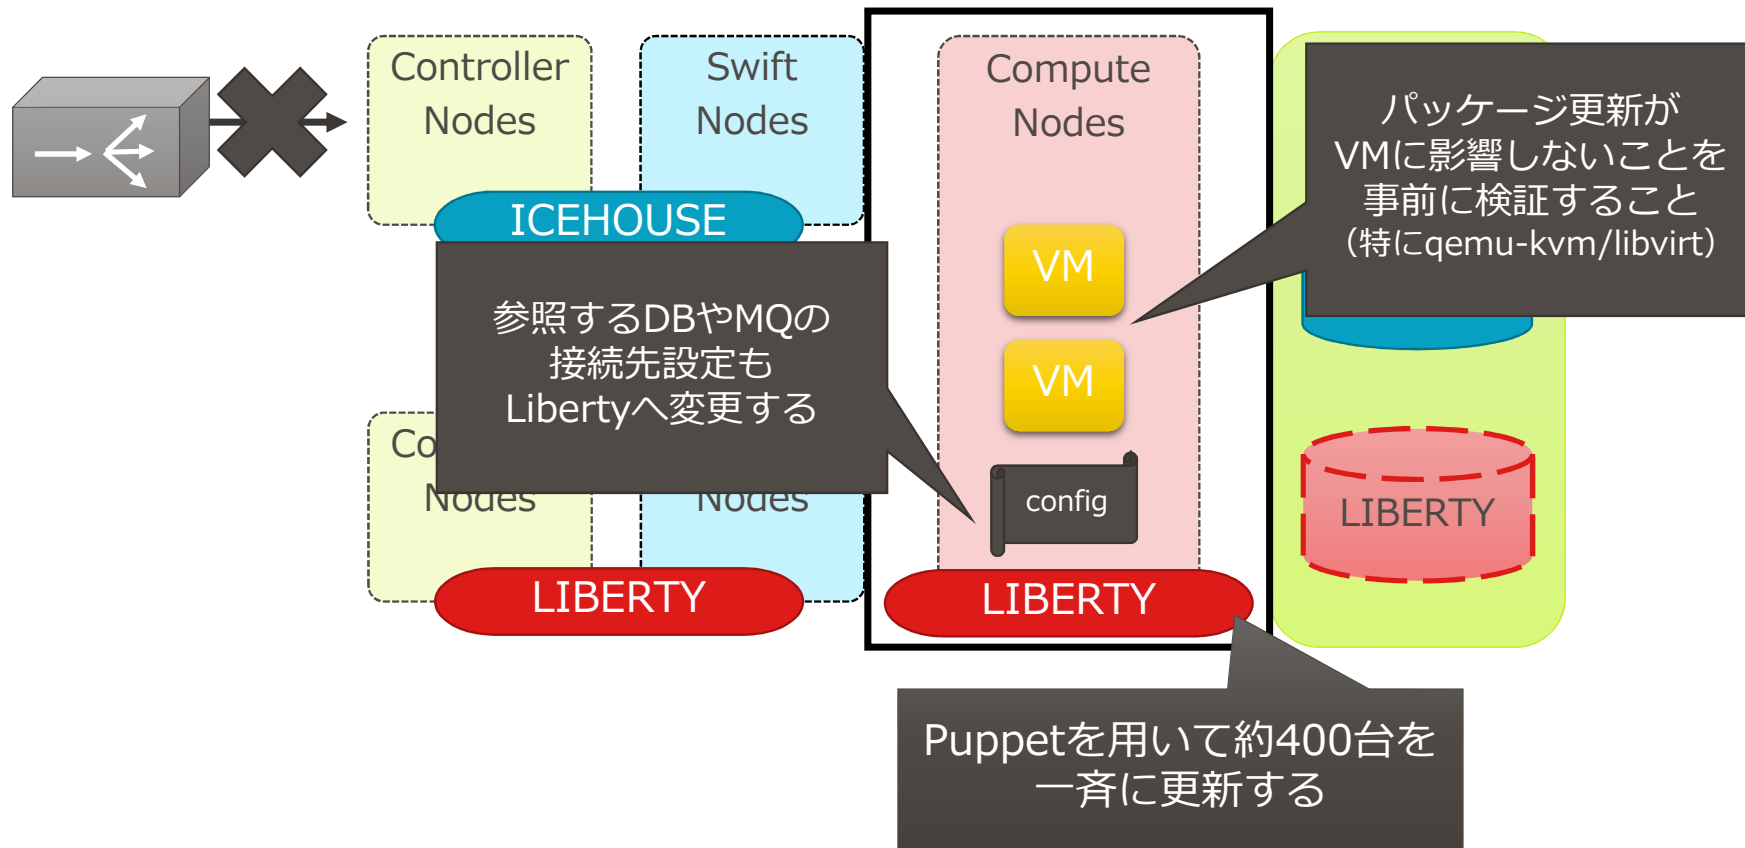 Controller
Nodes
Swift
Nodes
ICEHOUSE
Compute
Nodes
VM
VM
config
パッケージ更新が
VMに影響しないことを
事前に検証すること
（特にqemu-kvm/libvirt）
参照するDBやMQの
接続先設定も
Libertyへ変更する
Co
Nodes
Nodes
LIBERTY
LIBERTY
LIBERTY
Puppetを用いて約400台を
一斉に更新する